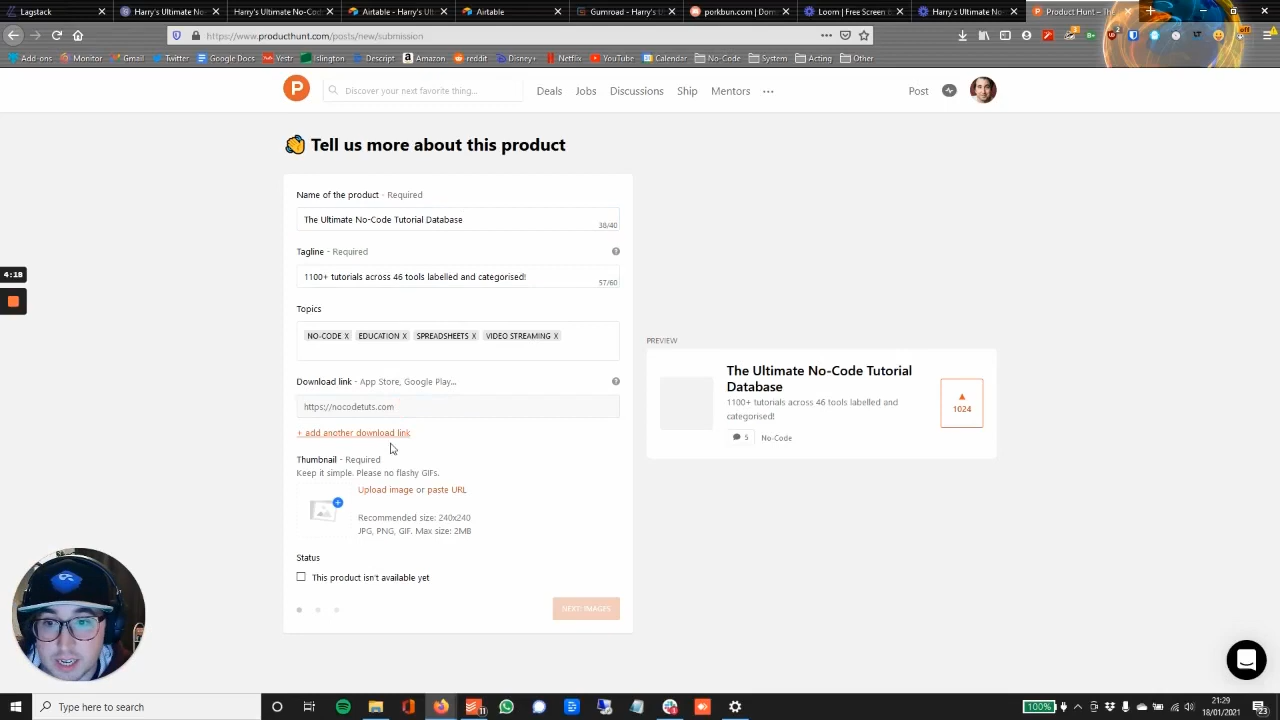 Lagstack
Harry's Ultimate No-
Harry's Ultimate No-Code
Airtable - Harry's Ul
Airtable
Gumroad - Harry's U
porkbun.com | Dom
Loom | Free Screen
Harry's Ultimate No-
Product Hunt – The
https://www.producthunt.com/posts/new/submission
Add-ons
Monitor
Gmail
Twitter
Google Docs
Yestr
Islington
Descript
Amazon
reddit
Disney+
Netflix
YouTube
Calendar
No-Code
System
Acting
Other
P
Discover your next favorite thing...
Deals
Jobs
Discussions
Ship
Mentors
Post
Tell us more about this product
Name of the product - Required
The Ultimate No-Code Tutorial Database
38/40
Tagline - Required
1100+ tutorials across 46 tools labelled and categorised!
57/60
Topics
NO-CODE X
EDUCATION X
SPREADSHEETS X
VIDEO STREAMING X
Download link - App Store, Google Play...
https://nocodetuts.com
+ add another download link
Thumbnail - Required
Keep it simple. Please no flashy GIFs.
Upload image or paste URL
Recommended size: 240x240
JPG, PNG, GIF. Max size: 2MB
Status
This product isn't available yet
NEXT: IMAGES
PREVIEW
The Ultimate No-Code Tutorial
Database
1100+ tutorials across 46 tools labelled and
categorised!
5
No-Code
1024
4:18
Type here to search
11
100%
21:29
18/01/2021